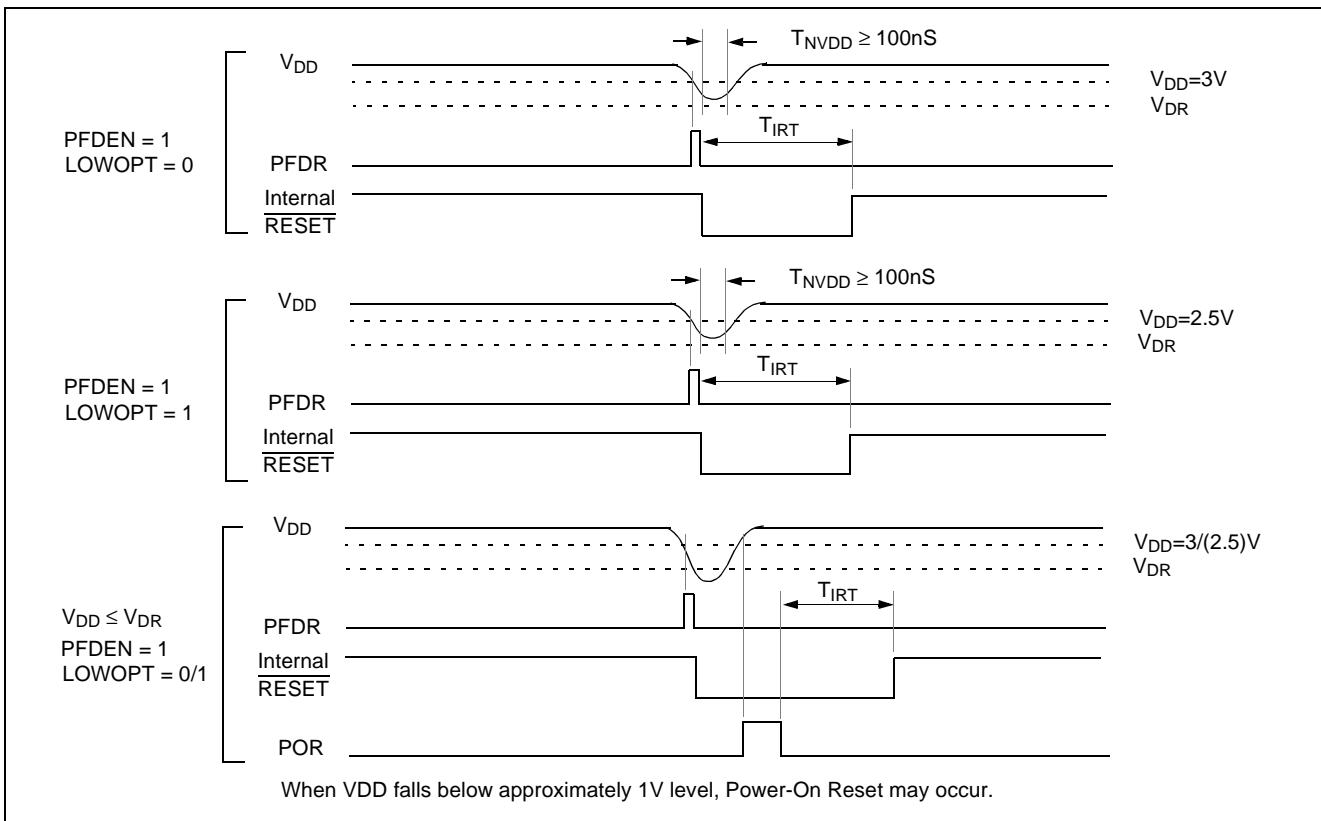 T_NVDD ≥ 100nS
V_DD
V_DD=3V
V_DR
PFDEN = 1
LOWOPT = 0
T_IRT
PFDR
Internal
RESET
T_NVDD ≥ 100nS
V_DD
V_DD=2.5V
V_DR
PFDEN = 1
LOWOPT = 1
T_IRT
PFDR
Internal
RESET
V_DD
V_DD=3/(2.5)V
V_DR
T_IRT
V_DD ≤ V_DR
PFDEN = 1
LOWOPT = 0/1
PFDR
Internal
RESET
POR
When VDD falls below approximately 1V level, Power-On Reset may occur.